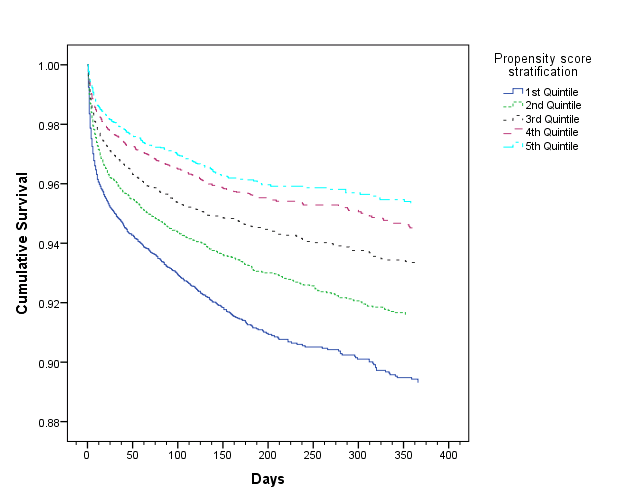 Propensity score
stratification
1st Quintile
2nd Quintile
3rd Quintile
4th Quintile
5th Quintile
Cumulative Survival
1.00
0.98
0.96
0.94
0.92
0.90
0.88
0 50 100 150 200 250 300 350 400
Days